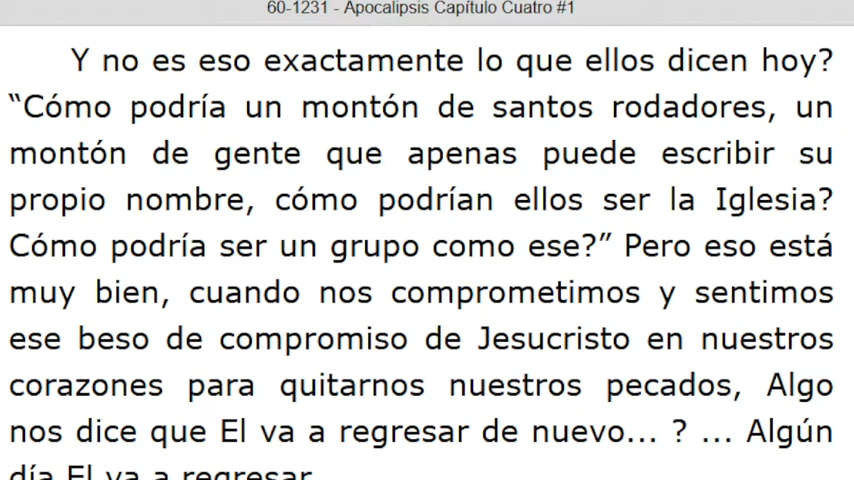 60-1231 - Apocalipsis Capítulo Cuatro #1
Y no es eso exactamente lo que ellos dicen hoy?
“Cómo podría un montón de santos rodadores, un
montón de gente que apenas puede escribir su
propio nombre, cómo podrían ellos ser la Iglesia?
Cómo podría ser un grupo como ese?” Pero eso está
muy bien, cuando nos comprometimos y sentimos
ese beso de compromiso de Jesucristo en nuestros
corazones para quitarnos nuestros pecados, Algo
nos dice que El va a regresar de nuevo... ? ... Algún
día El va a regresar